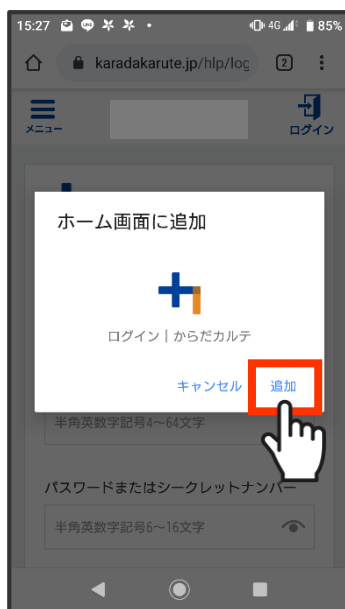 15:27 4G 85%
karadakarute.jp/hlp/log 2
メニュー
ログイン
ホーム画面に追加
ログイン | からだカルテ
キャンセル 追加
半角英数字記号4～64文字
パスワードまたはシークレットナンバー
半角英数字記号6～16文字